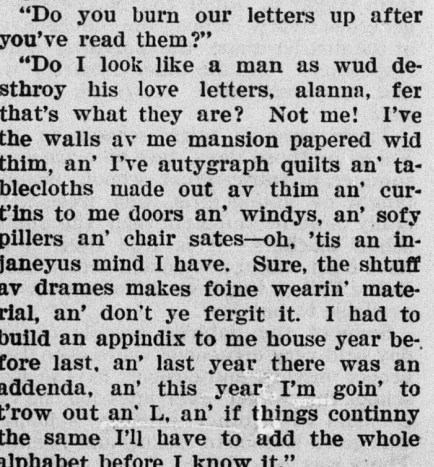 "Do you burn our letters up after
you've read them?"
"Do I look like a man as wud de-
sthroy his love letters, alanna, fer
that's what they are? Not me! I've
the walls av me mansion papered wid
thim, an' I've autygraph quilts an' ta-
blecloths made out av thim an' cur-
t'ins to me doors an' windys, an' sofy
pillers an' chair sates—oh, 'tis an in-
janeyus mind I have. Sure, the shtuff
av drames makes foine wearin' mate-
rial, an' don't ye fergit it. I had to
build an appindix to me house year be-
fore last, an' last year there was an
addenda, an' this year I'm goin' to
t'row out an' L, an' if things continny
the same I'll have to add the whole
alphabet before I know it."